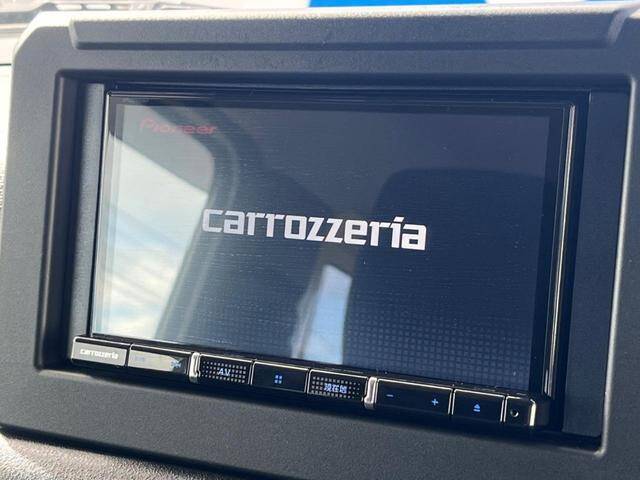 Pioneer
carrozzeria
carrozzeria
AV
現在地
- +